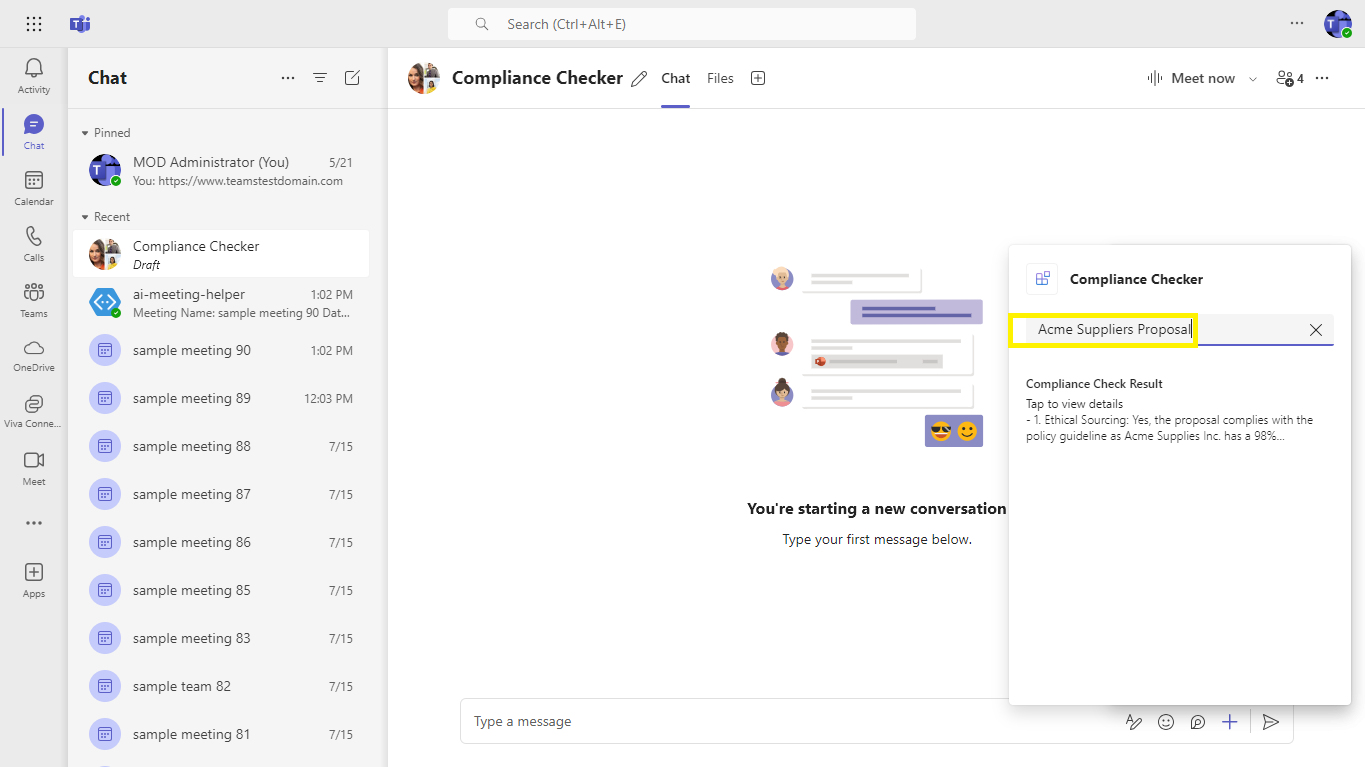 Search (Ctrl+Alt+E)
Activity
Chat
Calendar
Calls
Teams
OneDrive
Viva Conne...
Meet
Apps
Chat
Pinned
MOD Administrator (You) 5/21
You: https://www.teamstestdomain.com
Recent
Compliance Checker
Draft
ai-meeting-helper 1:02 PM
Meeting Name: sample meeting 90 Dat...
sample meeting 90 1:02 PM
sample meeting 89 12:03 PM
sample meeting 88 7/15
sample meeting 87 7/15
sample meeting 86 7/15
sample meeting 85 7/15
sample meeting 83 7/15
sample team 82 7/15
sample meeting 81 7/15
Compliance Checker Chat Files Meet now 4
You're starting a new conversation
Type your first message below.
Type a message
Compliance Checker
Acme Suppliers Proposal
Compliance Check Result
Tap to view details
- 1. Ethical Sourcing: Yes, the proposal complies with the
policy guideline as Acme Supplies Inc. has a 98%...